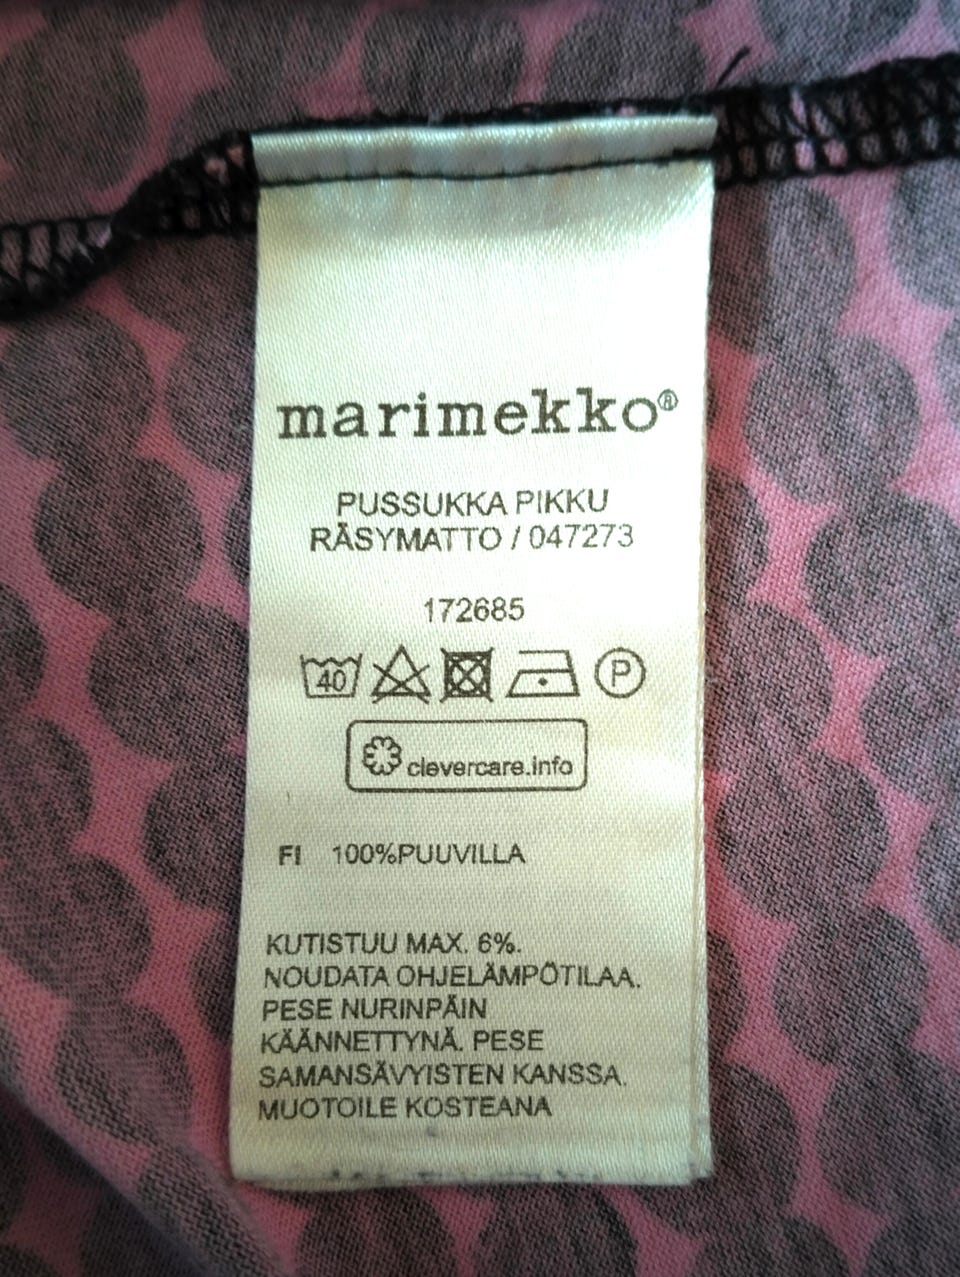 marimekko®
PUSSUKKA PIKKU
RÄSYMATTO / 047273
172685
40 P
clevercare.info
FI 100%PUUVILLA
KUTISTUU MAX. 6%.
NOUDATA OHJELÄMPÖTILAA.
PESE NURINPÄIN
KÄÄNNETTYNÄ. PESE
SAMANSÄVYISTEN KANSSA.
MUOTOILE KOSTEANA